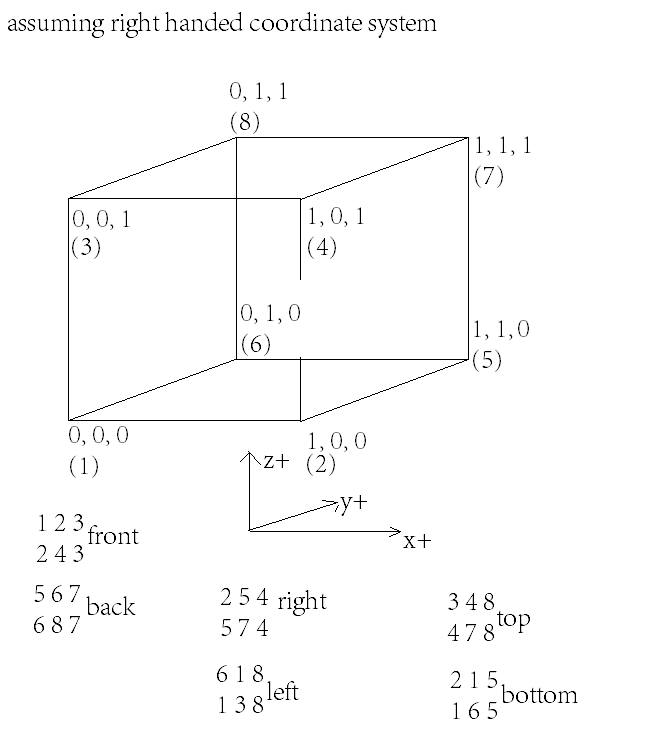 assuming right handed coordinate system
0, 1, 1
(8)
1, 1, 1
(7)
0, 0, 1
(3)
1, 0, 1
(4)
0, 1, 0
(6)
1, 1, 0
(5)
0, 0, 0
(1)
1, 0, 0
(2)
z+
y+
x+
1 2 3
2 4 3
front
5 6 7
6 8 7
back
2 5 4
5 7 4
right
3 4 8
4 7 8
top
6 1 8
1 3 8
left
2 1 5
1 6 5
bottom